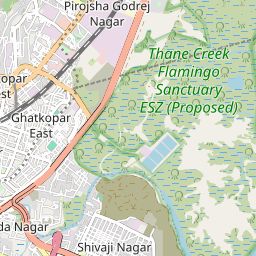 Pirojsha Godrej
Nagar
Thane Creek
Flamingo
Sanctuary
ESZ (Proposed)
Ghatkopar
East
Shivaji Nagar